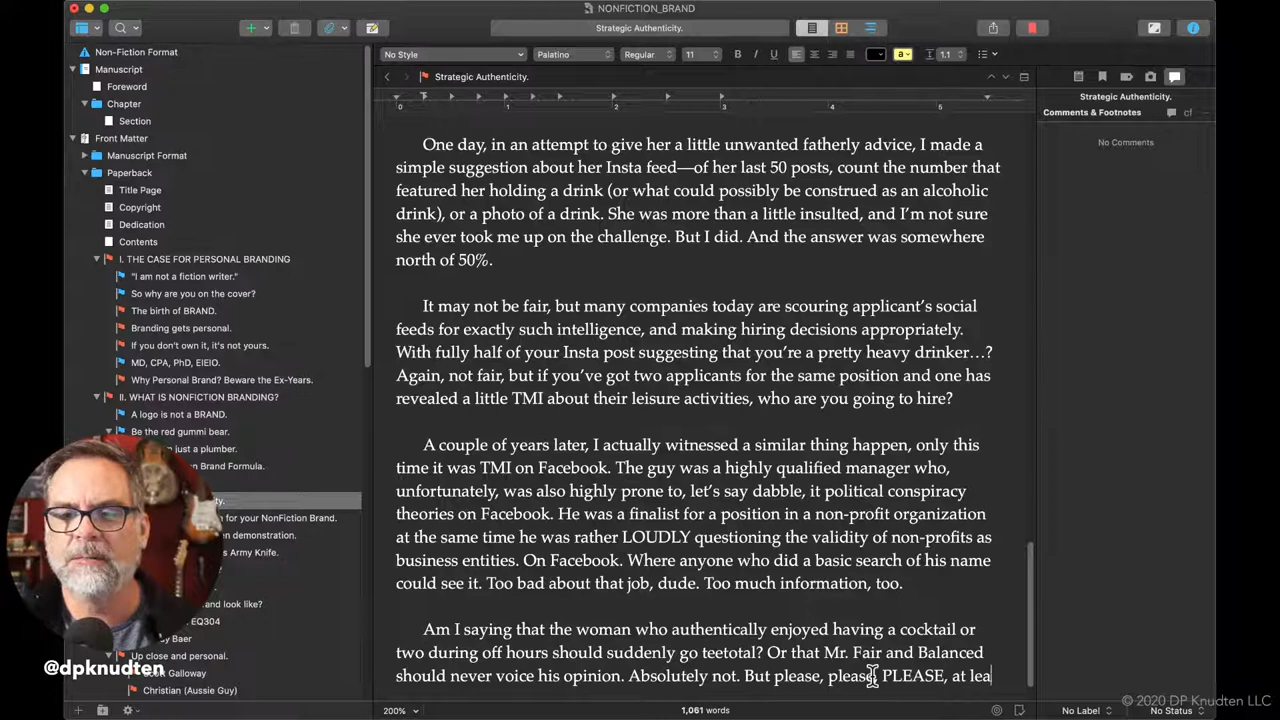 NONFICTION_BRAND
Strategic Authenticity.
No Style
Palatino
Regular
11
B I U
a
1.1
Strategic Authenticity.
0 1 2 3 4 5
Non-Fiction Format
Manuscript
Foreword
Chapter
Section
Front Matter
Manuscript Format
Paperback
Title Page
Copyright
Dedication
Contents
I. THE CASE FOR PERSONAL BRANDING
"I am not a fiction writer."
So why are you on the cover?
The birth of BRAND.
Branding gets personal.
If you don't own it, it's not yours.
MD, CPA, PhD, EIEIO.
Why Personal Brand? Beware the Ex-Years.
II. WHAT IS NONFICTION BRANDING?
A logo is not a BRAND.
Be the red gummi bear.
just a plumber.
Brand Formula.
for your NonFiction Brand.
demonstration.
Army Knife.
and look like?
EQ304
Baer
Up close and personal.
Galloway
Christian (Aussie Guy)
One day, in an attempt to give her a little unwanted fatherly advice, I made a
simple suggestion about her Insta feed—of her last 50 posts, count the number that
featured her holding a drink (or what could possibly be construed as an alcoholic
drink), or a photo of a drink. She was more than a little insulted, and I'm not sure
she ever took me up on the challenge. But I did. And the answer was somewhere
north of 50%.
It may not be fair, but many companies today are scouring applicant's social
feeds for exactly such intelligence, and making hiring decisions appropriately.
With fully half of your Insta post suggesting that you're a pretty heavy drinker…?
Again, not fair, but if you've got two applicants for the same position and one has
revealed a little TMI about their leisure activities, who are you going to hire?
A couple of years later, I actually witnessed a similar thing happen, only this
time it was TMI on Facebook. The guy was a highly qualified manager who,
unfortunately, was also highly prone to, let's say dabble, it political conspiracy
theories on Facebook. He was a finalist for a position in a non-profit organization
at the same time he was rather LOUDLY questioning the validity of non-profits as
business entities. On Facebook. Where anyone who did a basic search of his name
could see it. Too bad about that job, dude. Too much information, too.
Am I saying that the woman who authentically enjoyed having a cocktail or
two during off hours should suddenly go teetotal? Or that Mr. Fair and Balanced
should never voice his opinion. Absolutely not. But please, please, PLEASE, at lea
Strategic Authenticity.
Comments & Footnotes
cf
No Comments
@dpknudten
200%
1,061 words
No Label
No Status
© 2020 DP Knudten LLC